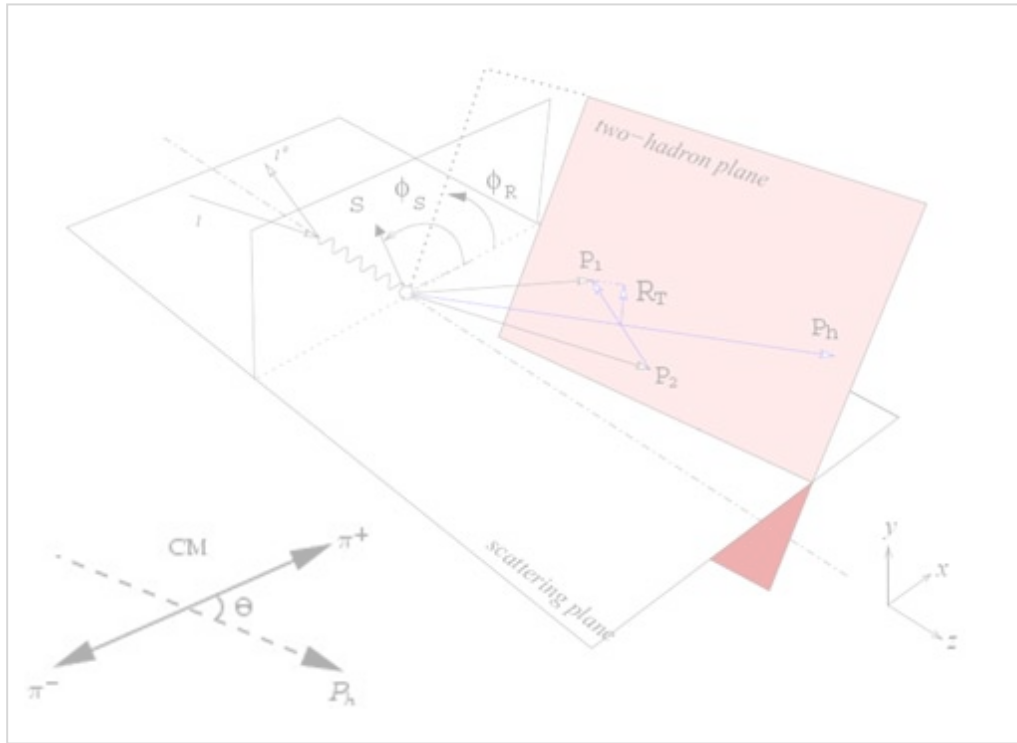 two-hadron plane
l'
l
S
ϕS
ϕR
P1
RT
Ph
P2
scattering plane
CM
π+
Θ
π−
Ph
y
x
z